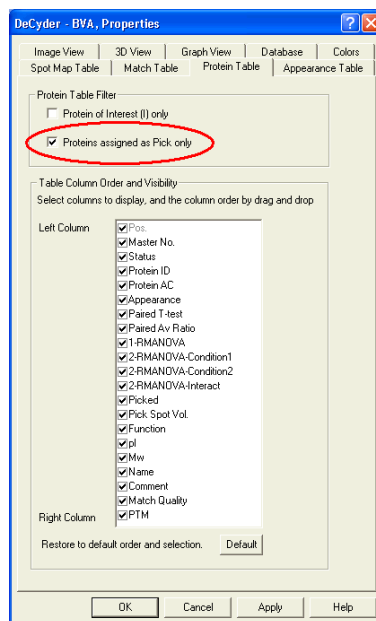 DeCyder - BVA, Properties
Image View 3D View Graph View Database Colors
Spot Map Table Match Table Protein Table Appearance Table
Protein Table Filter
Protein of Interest (I) only
Proteins assigned as Pick only
Table Column Order and Visibility
Select columns to display, and the column order by drag and drop
Left Column
Pos.
Master No.
Status
Protein ID
Protein AC
Appearance
Paired T-test
Paired Av Ratio
1-RMANOVA
2-RMANOVA-Condition1
2-RMANOVA-Condition2
2-RMANOVA-Interact
Picked
Pick Spot Vol.
Function
pI
Mw
Name
Comment
Match Quality
Right Column PTM
Restore to default order and selection. Default
OK Cancel Apply Help